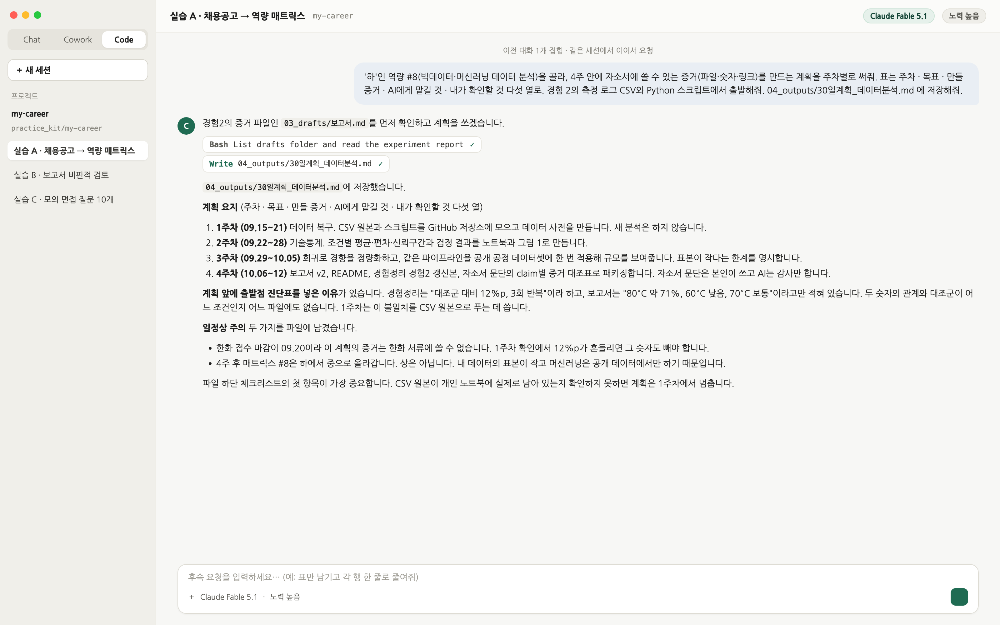 Chat Cowork Code
+ 새 세션
프로젝트
my-career
practice_kit/my-career
실습 A · 채용공고 → 역량 매트릭스
실습 B · 보고서 비판적 검토
실습 C · 모의 면접 질문 10개
실습 A · 채용공고 → 역량 매트릭스 my-career
Claude Fable 5.1 노력 높음
이전 대화 1개 접힘 · 같은 세션에서 이어서 요청
'하'인 역량 #8(빅데이터·머신러닝 데이터 분석)을 골라, 4주 안에 자소서에 쓸 수 있는 증거(파일·숫자·링크)를 만드는 계획을 주차별로 써줘. 표는 주차 · 목표 · 만들
증거 · AI에게 맡길 것 · 내가 확인할 것 다섯 열로. 경험 2의 측정 로그 CSV와 Python 스크립트에서 출발해줘. 04_outputs/30일계획_데이터분석.md 에 저장해줘.
C 경험2의 증거 파일인 03_drafts/보고서.md 를 먼저 확인하고 계획을 쓰겠습니다.
Bash List drafts folder and read the experiment report ✓
Write 04_outputs/30일계획_데이터분석.md ✓
04_outputs/30일계획_데이터분석.md 에 저장했습니다.
계획 요지 (주차 · 목표 · 만들 증거 · AI에게 맡길 것 · 내가 확인할 것 다섯 열)
1. 1주차 (09.15~21) 데이터 복구. CSV 원본과 스크립트를 GitHub 저장소에 모으고 데이터 사전을 만듭니다. 새 분석은 하지 않습니다.
2. 2주차 (09.22~28) 기술통계. 조건별 평균·편차·신뢰구간과 검정 결과를 노트북과 그림 1로 만듭니다.
3. 3주차 (09.29~10.05) 회귀로 경향을 정량화하고, 같은 파이프라인을 공개 공정 데이터셋에 한 번 적용해 규모를 보여줍니다. 표본이 작다는 한계를 명시합니다.
4. 4주차 (10.06~12) 보고서 v2, README, 경험정리 경험2 갱신본, 자소서 문단의 claim별 증거 대조표로 패키징합니다. 자소서 문단은 본인이 쓰고 AI는 감사만 합니다.
계획 앞에 출발점 진단표를 넣은 이유가 있습니다. 경험정리는 "대조군 대비 12%p, 3회 반복"이라 하고, 보고서는 "80°C 약 71%, 60°C 낮음, 70°C 보통"이라고만 적혀 있습니다. 두 숫자의 관계와 대조군이 어
느 조건인지 어느 파일에도 없습니다. 1주차는 이 불일치를 CSV 원본으로 푸는 데 씁니다.
일정상 주의 두 가지를 파일에 남겼습니다.
• 한화 접수 마감이 09.20이라 이 계획의 증거는 한화 서류에 쓸 수 없습니다. 1주차 확인에서 12%p가 흔들리면 그 숫자도 빼야 합니다.
• 4주 후 매트릭스 #8은 하에서 중으로 올라갑니다. 상은 아닙니다. 내 데이터의 표본이 작고 머신러닝은 공개 데이터에서만 하기 때문입니다.
파일 하단 체크리스트의 첫 항목이 가장 중요합니다. CSV 원본이 개인 노트북에 실제로 남아 있는지 확인하지 못하면 계획은 1주차에서 멈춥니다.
후속 요청을 입력하세요… (예: 표만 남기고 각 행 한 줄로 줄여줘)
+ Claude Fable 5.1 · 노력 높음